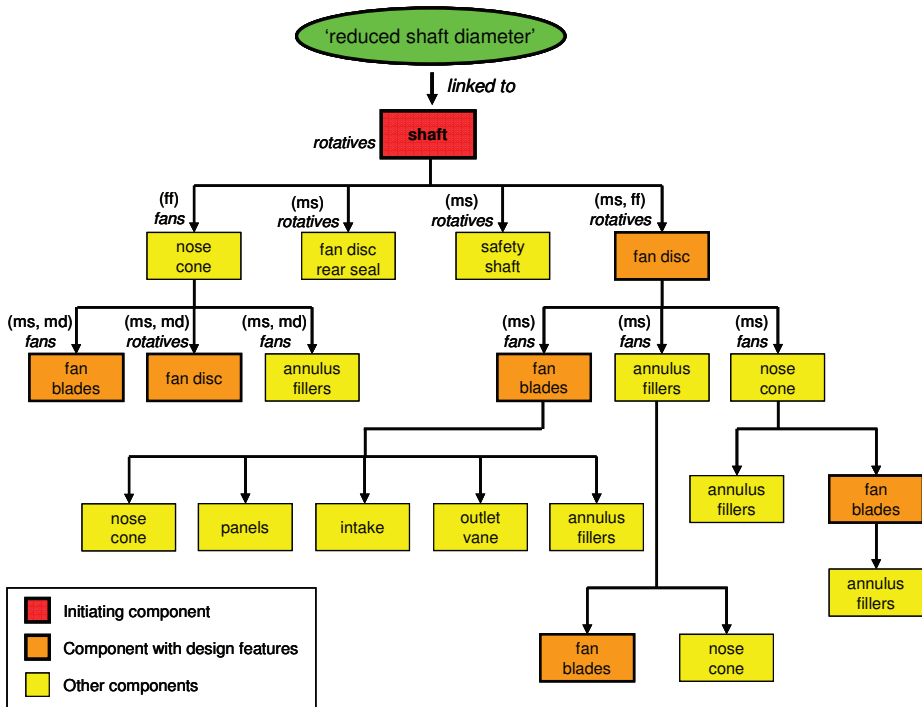 ‘reduced shaft diameter’
linked to
rotatives
shaft
(ff)
fans
(ms)
rotatives
(ms)
rotatives
(ms, ff)
rotatives
nose
cone
fan disc
rear seal
safety
shaft
fan disc
(ms, md)
fans
(ms, md)
rotatives
(ms, md)
fans
(ms)
fans
(ms)
fans
(ms)
fans
fan
blades
fan disc
annulus
fillers
fan
blades
annulus
fillers
nose
cone
nose
cone
panels
intake
outlet
vane
annulus
fillers
annulus
fillers
fan
blades
annulus
fillers
fan
blades
nose
cone
Initiating component
Component with design features
Other components